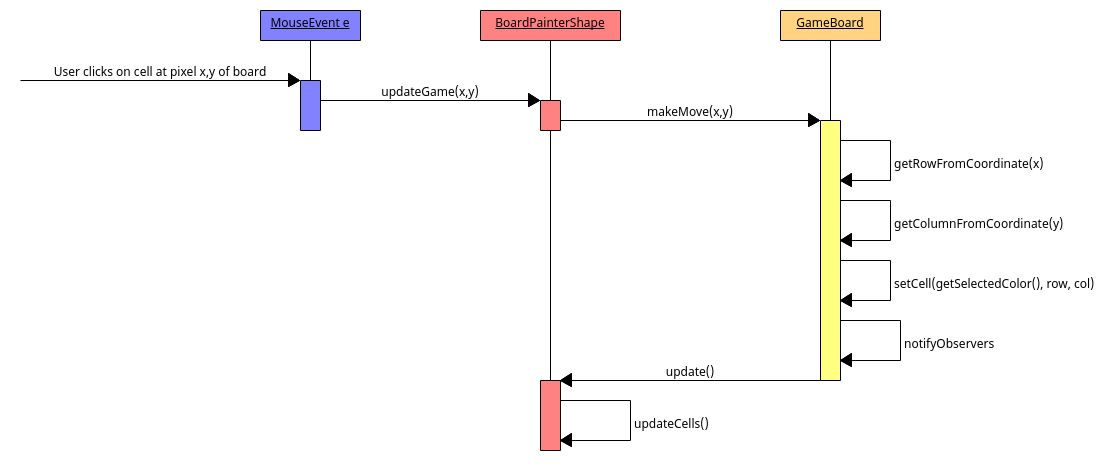 MouseEvent e
BoardPainterShape
GameBoard
User clicks on cell at pixel x,y of board
updateGame(x,y)
makeMove(x,y)
getRowFromCoordinate(x)
getColumnFromCoordinate(y)
setCell(getSelectedColor(), row, col)
notifyObservers
update()
updateCells()